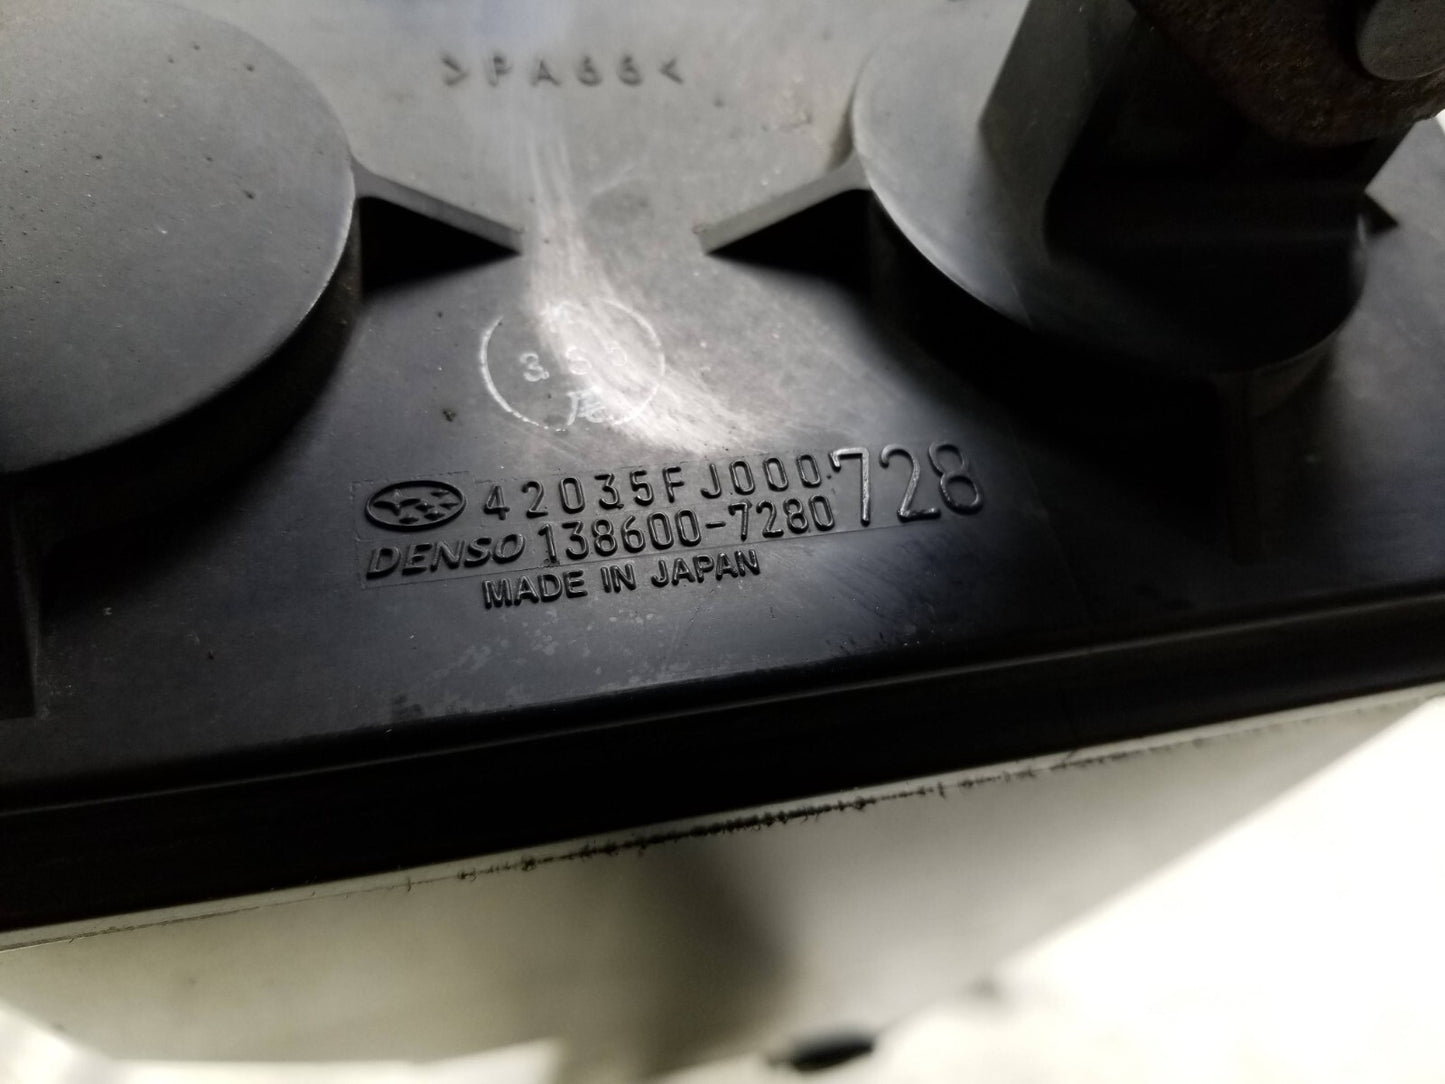 >PA66<
42035FJ000 728
DENSO 138600-7280
MADE IN JAPAN